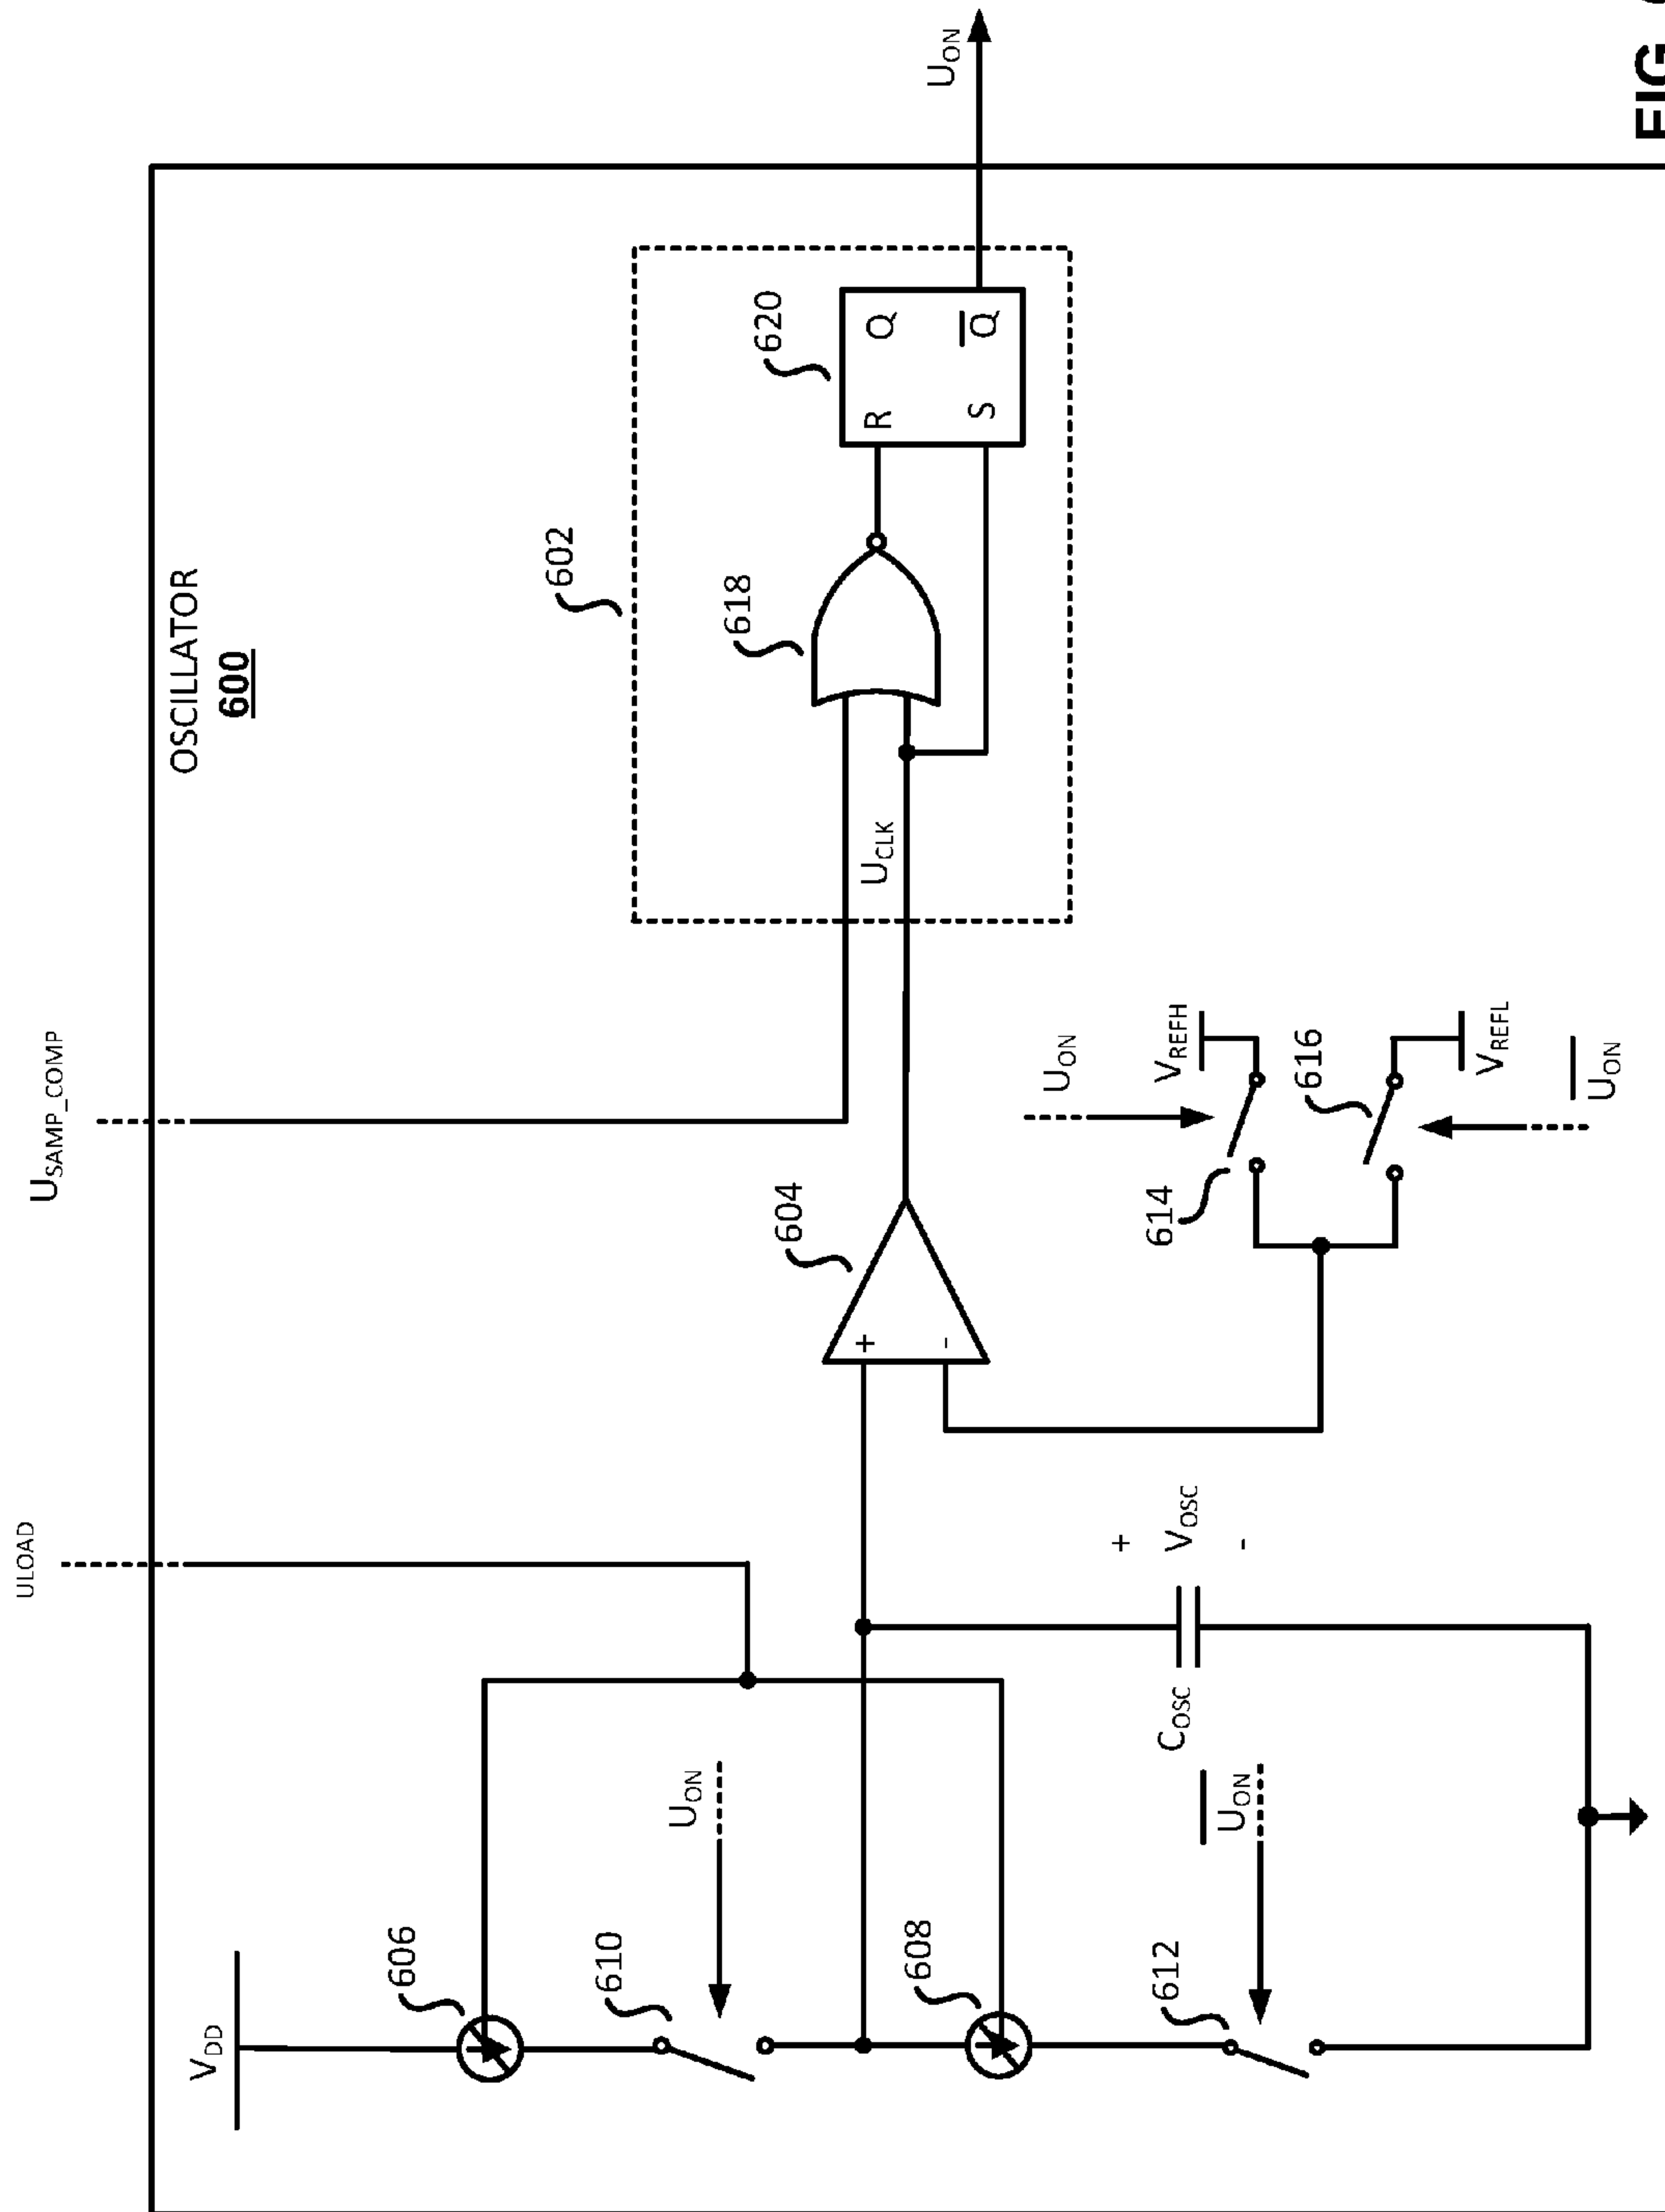 ULOAD
USAMP_COMP
OSCILLATOR
600
VDD
606
610
UON
608
612
UON
COSC
+
VOSC
-
604
+
-
UCLK
602
618
620
R
Q
S
Q
UON
614
UON
VREFH
616
VREFL
UON
FIG